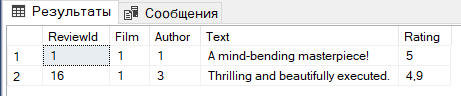 Результаты Сообщения
ReviewId Film Author Text Rating
1 1 1 1 A mind-bending masterpiece! 5
2 16 1 3 Thrilling and beautifully executed. 4,9